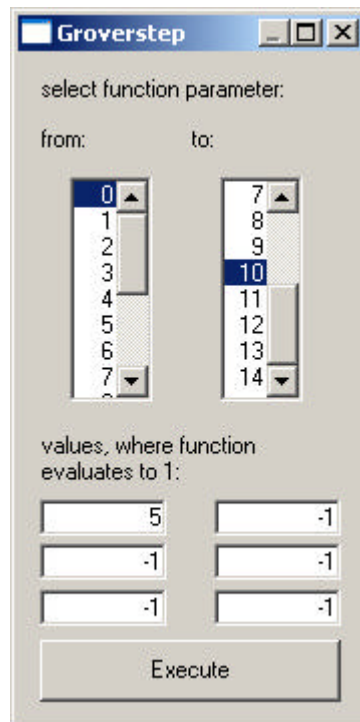 Groverstep
select function parameter:
from: to:
0 7
1 8
2 9
3 10
4 11
5 12
6 13
7 14
values, where function
evaluates to 1:
5 -1
-1 -1
-1 -1
Execute